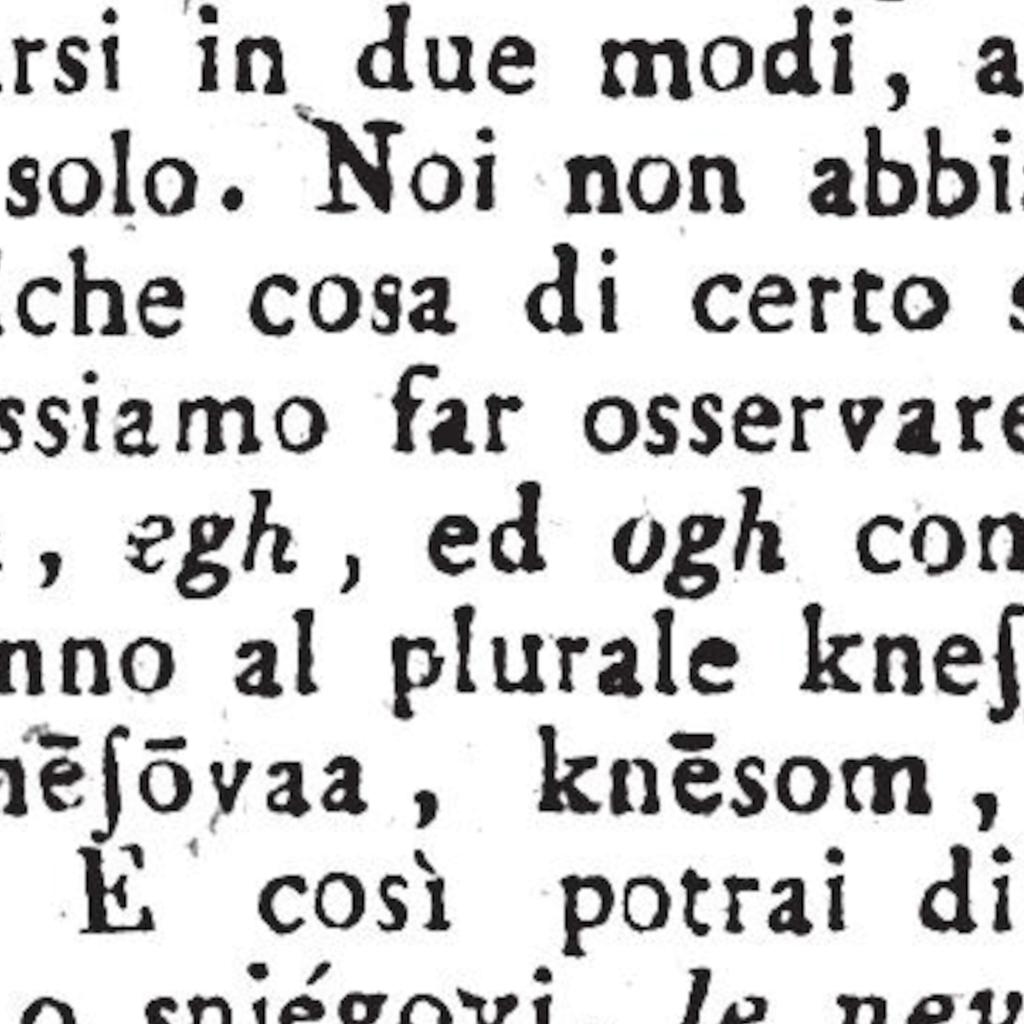 rsi in due modi, a
solo. Noi non abbi
lche cosa di certo s
ssiamo far osservare
, egh, ed ogh con
nno al plurale kneſ
nēſōvaa, knēsom,
E così potrai di
o sniégovi, le nev